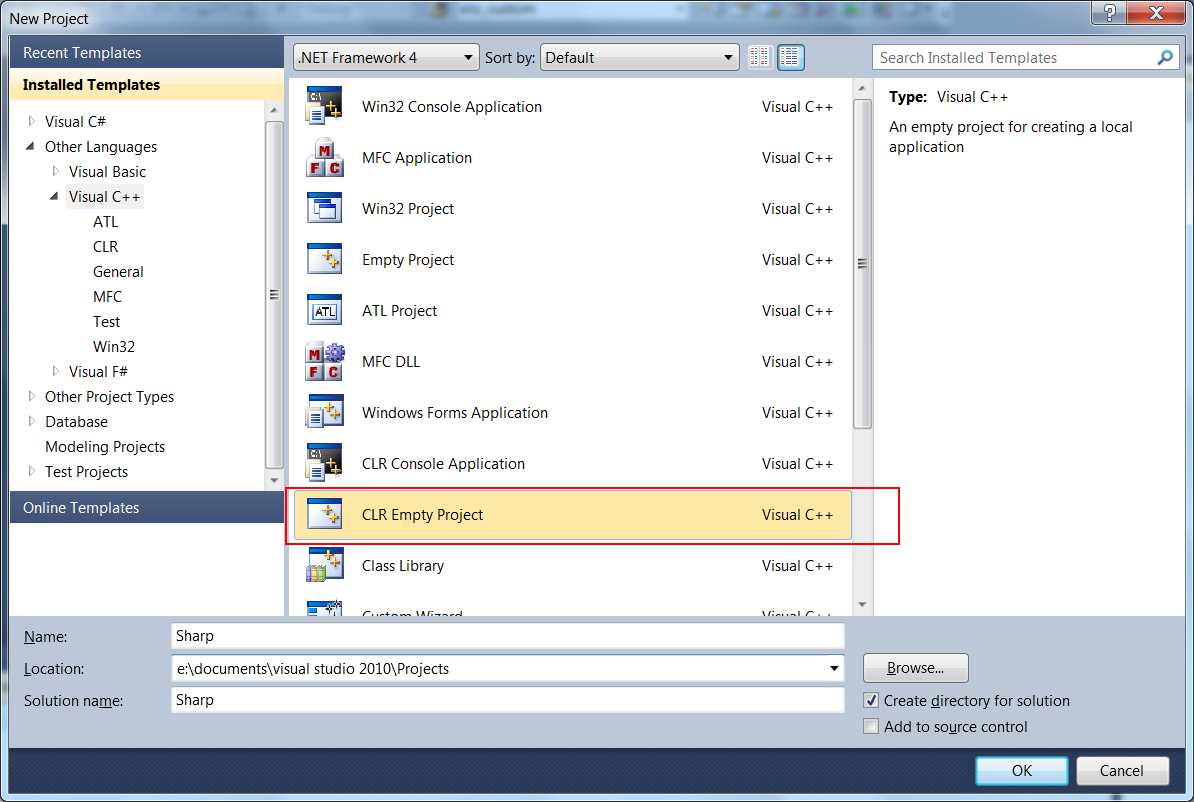 New Project
Recent Templates
Installed Templates
Visual C#
Other Languages
Visual Basic
Visual C++
ATL
CLR
General
MFC
Test
Win32
Visual F#
Other Project Types
Database
Modeling Projects
Test Projects
Online Templates
.NET Framework 4 Sort by: Default
Search Installed Templates
Win32 Console Application Visual C++
MFC Application Visual C++
Win32 Project Visual C++
Empty Project Visual C++
ATL Project Visual C++
MFC DLL Visual C++
Windows Forms Application Visual C++
CLR Console Application Visual C++
CLR Empty Project Visual C++
Class Library Visual C++
Custom Wizard Visual C++
Type: Visual C++
An empty project for creating a local
application
Name: Sharp
Location: e:\documents\visual studio 2010\Projects
Browse...
Solution name: Sharp
Create directory for solution
Add to source control
OK Cancel